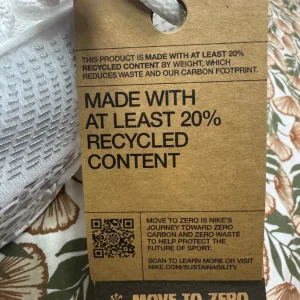 THIS PRODUCT IS MADE WITH AT LEAST 20%
RECYCLED CONTENT BY WEIGHT, WHICH
REDUCES WASTE AND OUR CARBON FOOTPRINT.
MADE WITH
AT LEAST 20%
RECYCLED
CONTENT
MOVE TO ZERO IS NIKE'S
JOURNEY TOWARD ZERO
CARBON AND ZERO WASTE
TO HELP PROTECT THE
FUTURE OF SPORT.
SCAN TO LEARN MORE OR VISIT
NIKE.COM/SUSTAINABILITY.
MOVE TO ZERO